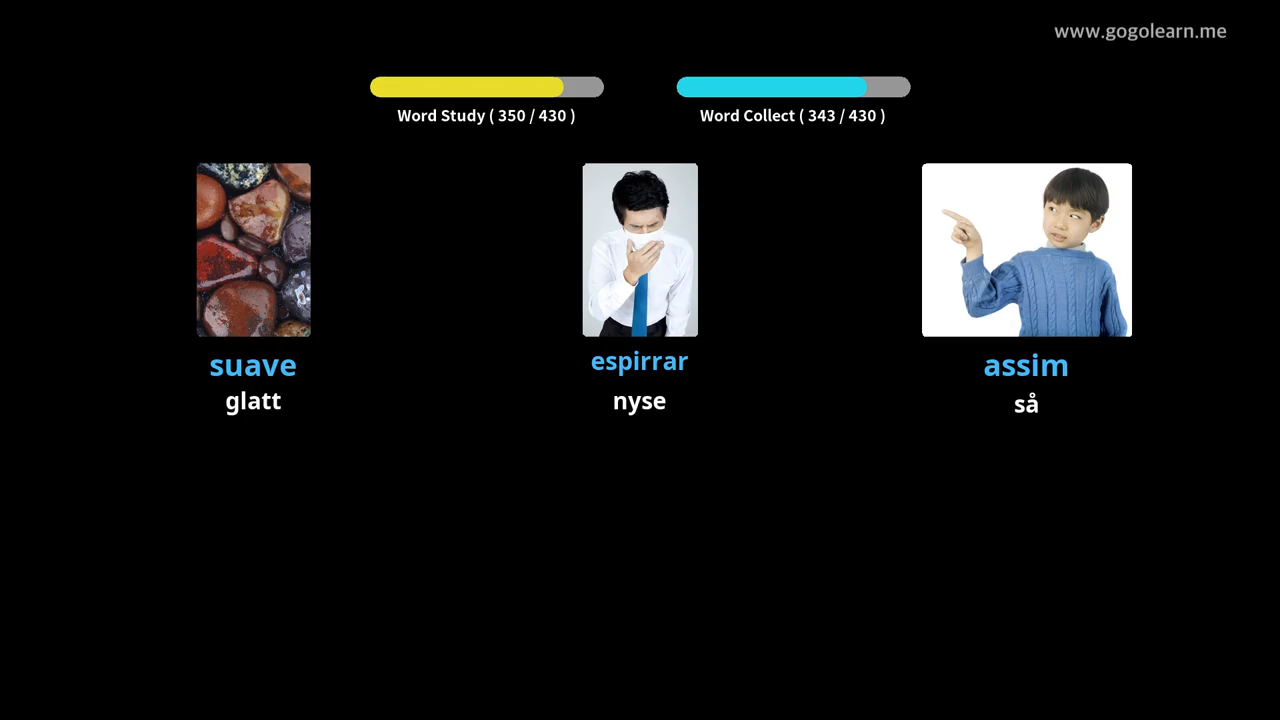 www.gogolearn.me
Word Study ( 350 / 430 )
Word Collect ( 343 / 430 )
suave
espirrar
assim
glatt
nyse
så